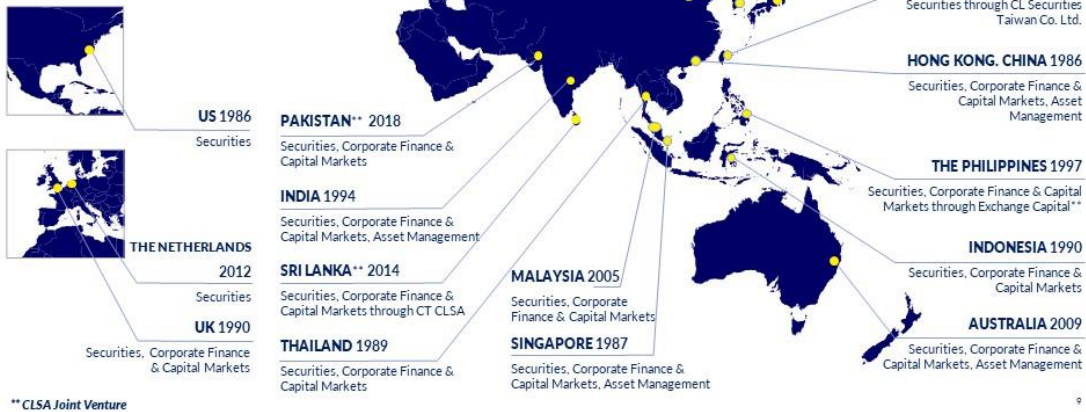 Securities through CL Securities
Taiwan Co. Ltd.
HONG KONG. CHINA 1986
Securities, Corporate Finance &
Capital Markets, Asset
Management
US 1986
Securities
PAKISTAN** 2018
Securities, Corporate Finance &
Capital Markets
THE PHILIPPINES 1997
Securities, Corporate Finance & Capital
Markets through Exchange Capital**
INDIA 1994
Securities, Corporate Finance &
Capital Markets, Asset Management
THE NETHERLANDS
2012
Securities
INDONESIA 1990
Securities, Corporate Finance &
Capital Markets
SRI LANKA** 2014
Securities, Corporate Finance &
Capital Markets through CT CLSA
MALAYSIA 2005
Securities, Corporate
Finance & Capital Markets
UK 1990
Securities, Corporate Finance
& Capital Markets
AUSTRALIA 2009
Securities, Corporate Finance &
Capital Markets, Asset Management
THAILAND 1989
Securities, Corporate Finance &
Capital Markets
SINGAPORE 1987
Securities, Corporate Finance &
Capital Markets, Asset Management
** CLSA Joint Venture
9